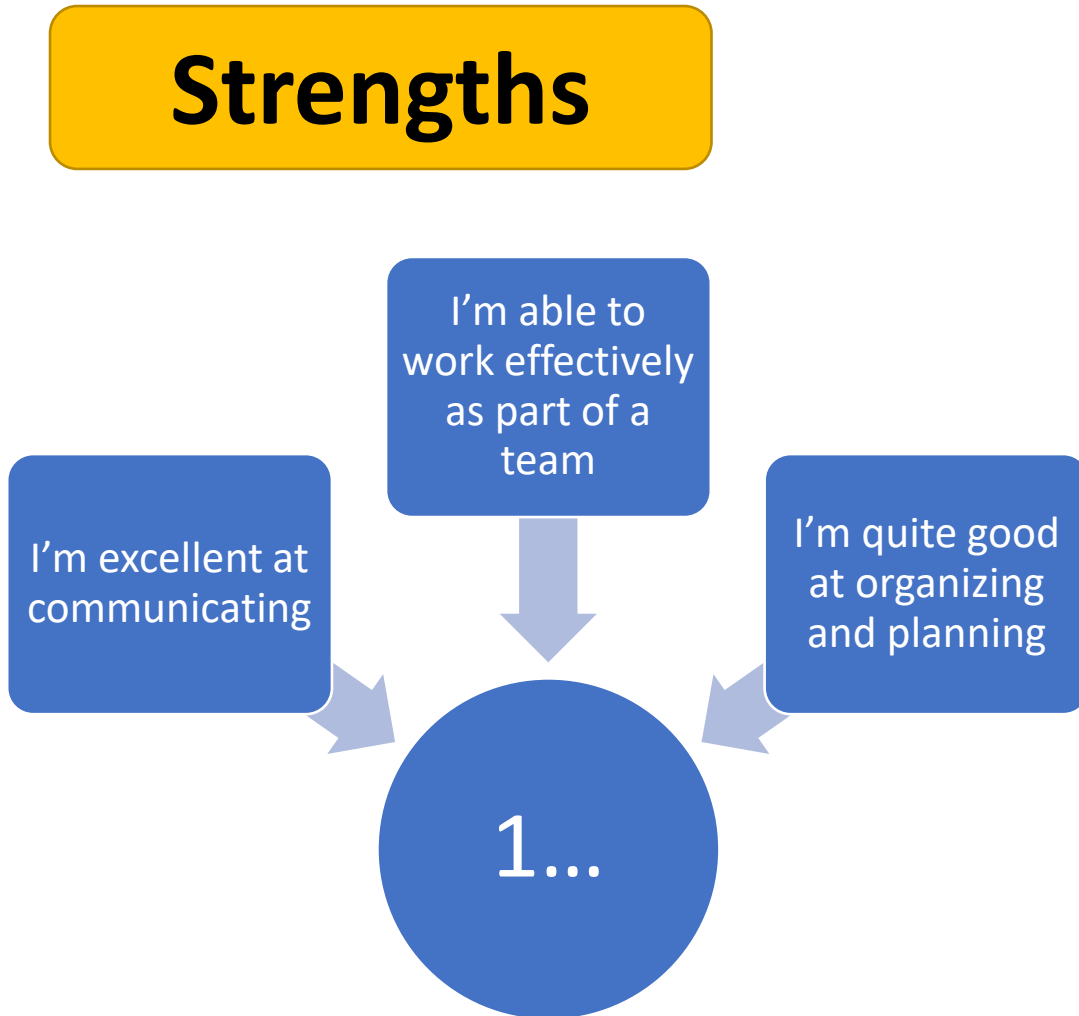 Strengths
I’m able to
work effectively
as part of a
team
I’m excellent at
communicating
I’m quite good
at organizing
and planning
1...